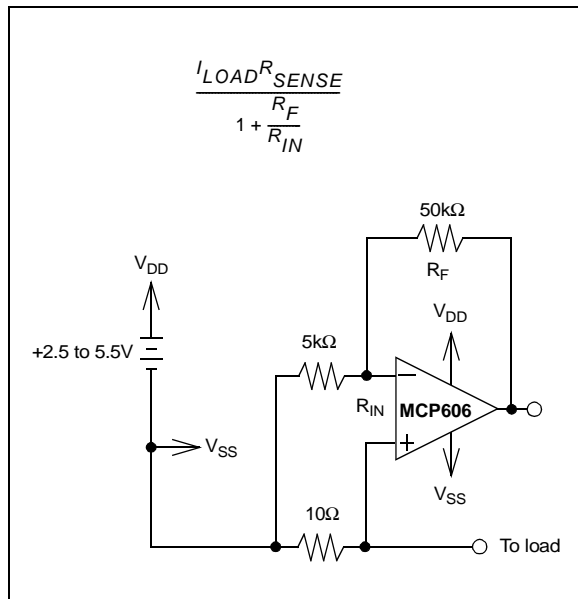 I_LOAD R_SENSE
1 + R_F
R_IN
50kΩ
R_F
V_DD
V_DD
+2.5 to 5.5V
5kΩ
R_IN
MCP606
V_SS
V_SS
10Ω
To load